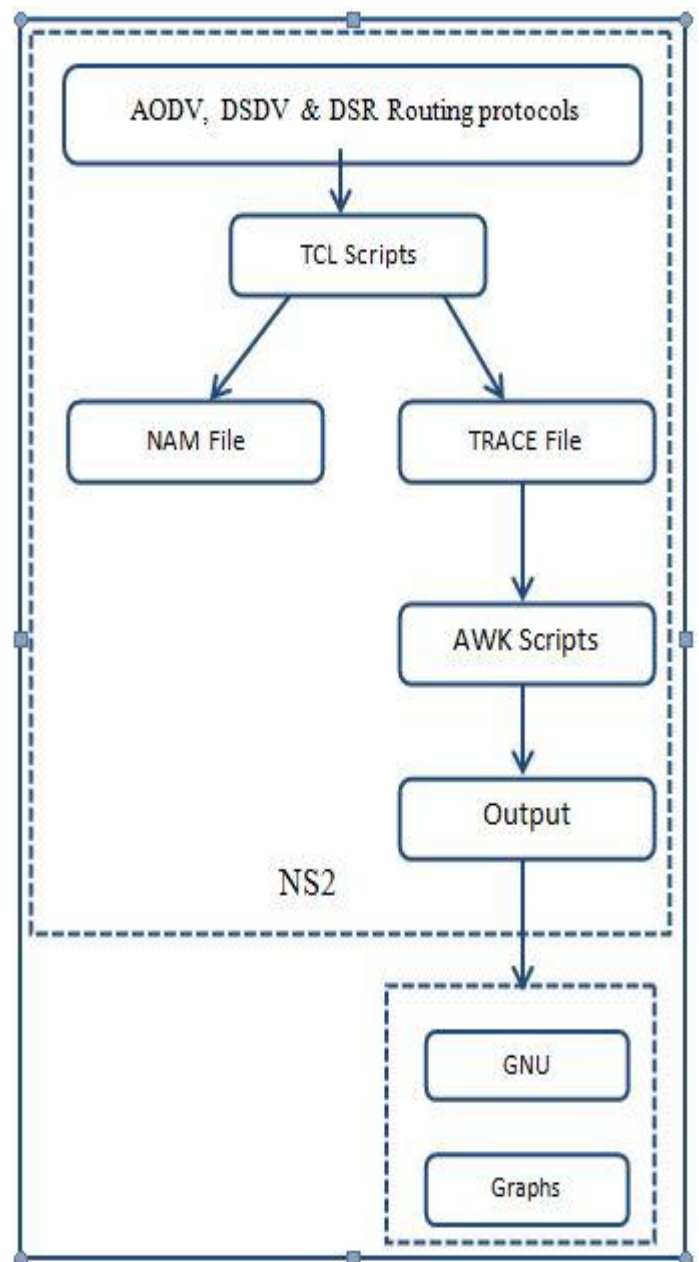 AODV, DSDV & DSR Routing protocols
TCL Scripts
NAM File
TRACE File
AWK Scripts
Output
NS2
GNU
Graphs